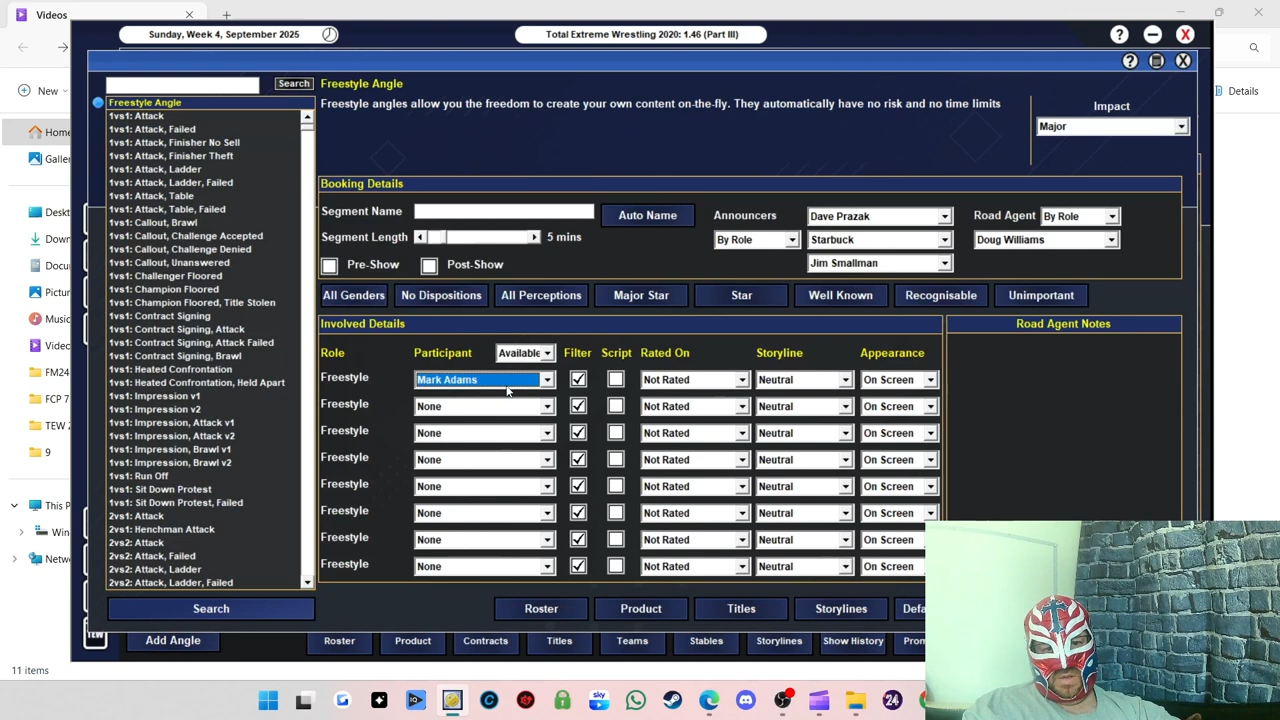 Videos
Sunday, Week 4, September 2025
Total Extreme Wrestling 2020: 1.46 (Part III)
New
Details
Search
Freestyle Angle
Freestyle angles allow you the freedom to create your own content on-the-fly. They automatically have no risk and no time limits
Impact
Major
Freestyle Angle
1vs1: Attack
1vs1: Attack, Failed
1vs1: Attack, Finisher No Sell
1vs1: Attack, Finisher Theft
1vs1: Attack, Ladder
1vs1: Attack, Ladder, Failed
1vs1: Attack, Table
1vs1: Attack, Table, Failed
1vs1: Callout, Brawl
1vs1: Callout, Challenge Accepted
1vs1: Callout, Challenge Denied
1vs1: Callout, Unanswered
1vs1: Challenger Floored
1vs1: Champion Floored
1vs1: Champion Floored, Title Stolen
1vs1: Contract Signing
1vs1: Contract Signing, Attack
1vs1: Contract Signing, Attack Failed
1vs1: Contract Signing, Brawl
1vs1: Heated Confrontation
1vs1: Heated Confrontation, Held Apart
1vs1: Impression v1
1vs1: Impression v2
1vs1: Impression, Attack v1
1vs1: Impression, Attack v2
1vs1: Impression, Brawl v1
1vs1: Impression, Brawl v2
1vs1: Run Off
1vs1: Sit Down Protest
1vs1: Sit Down Protest, Failed
2vs1: Attack
2vs1: Henchman Attack
2vs2: Attack
2vs2: Attack, Failed
2vs2: Attack, Ladder
2vs2: Attack, Ladder, Failed
Search
Booking Details
Segment Name
Auto Name
Announcers
Dave Prazak
Road Agent
By Role
Segment Length
5 mins
By Role
Starbuck
Doug Williams
Pre-Show
Post-Show
Jim Smallman
All Genders
No Dispositions
All Perceptions
Major Star
Star
Well Known
Recognisable
Unimportant
Involved Details
Road Agent Notes
Role
Participant
Available
Filter
Script
Rated On
Storyline
Appearance
Freestyle
Mark Adams
Not Rated
Neutral
On Screen
Freestyle
None
Not Rated
Neutral
On Screen
Freestyle
None
Not Rated
Neutral
On Screen
Freestyle
None
Not Rated
Neutral
On Screen
Freestyle
None
Not Rated
Neutral
On Screen
Freestyle
None
Not Rated
Neutral
On Screen
Freestyle
None
Not Rated
Neutral
On Screen
Freestyle
None
Not Rated
Neutral
On Screen
Roster
Product
Titles
Storylines
TEW
Add Angle
Roster
Product
Contracts
Titles
Teams
Stables
Storylines
Show History
Home
FM24
FCP 7
TEW 2
9
This P
11 items
sky
24